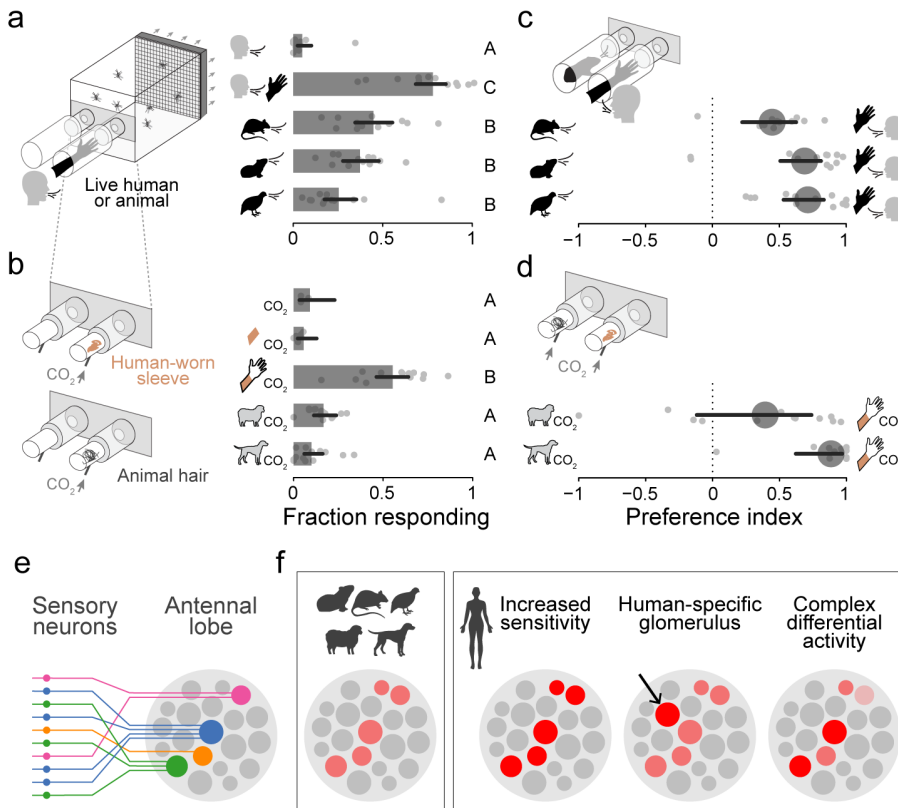 a
Live human
or animal
A
C
B
B
B
0
0.5
1
b
CO2
Human-worn
sleeve
CO2
Animal hair
CO2
CO2
CO2
CO2
CO2
A
A
B
A
A
0
0.5
1
Fraction responding
c
−1
−0.5
0
0.5
1
d
CO2
CO2
CO2
CO
CO2
CO
−1
−0.5
0
0.5
1
Preference index
e
Sensory
neurons
Antennal
lobe
f
Increased
sensitivity
Human-specific
glomerulus
Complex
differential
activity